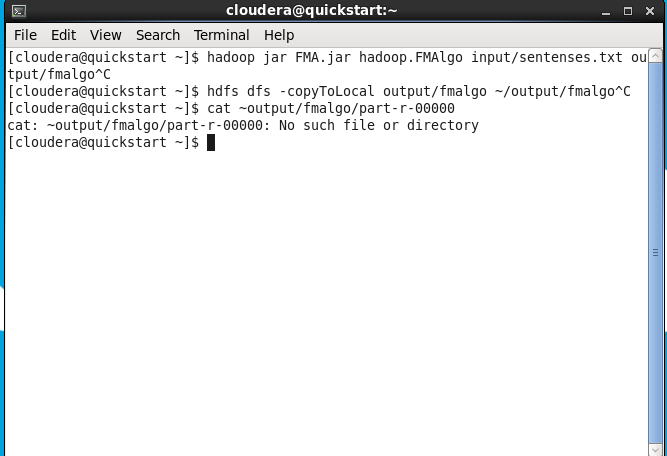 cloudera@quickstart:~
File Edit View Search Terminal Help
[cloudera@quickstart ~]$ hadoop jar FMA.jar hadoop.FMAlgo input/sentenses.txt ou
tput/fmalgo^C
[cloudera@quickstart ~]$ hdfs dfs -copyToLocal output/fmalgo ~/output/fmalgo^C
[cloudera@quickstart ~]$ cat ~output/fmalgo/part-r-00000
cat: ~output/fmalgo/part-r-00000: No such file or directory
[cloudera@quickstart ~]$